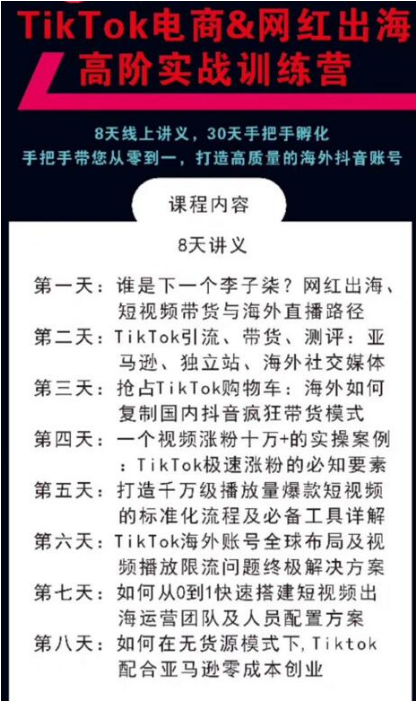 TikTok电商&网红出海
高阶实战训练营
8天线上讲义，30天手把手孵化
手把手带您从零到一，打造高质量的海外抖音账号
课程内容
8天讲义
第一天：谁是下一个李子柒？网红出海、
短视频带货与海外直播路径
第二天：TikTok引流、带货、测评：亚
马逊、独立站、海外社交媒体
第三天：抢占TikTok购物车：海外如何
复制国内抖音疯狂带货模式
第四天：一个视频涨粉十万+的实操案例
：TikTok极速涨粉的必知要素
第五天：打造千万级播放量爆款短视频
的标准化流程及必备工具详解
第六天：TikTok海外账号全球布局及视
频播放限流问题终极解决方案
第七天：如何从0到1快速搭建短视频出
海运营团队及人员配置方案
第八天：如何在无货源模式下,Tiktok
配合亚马逊零成本创业